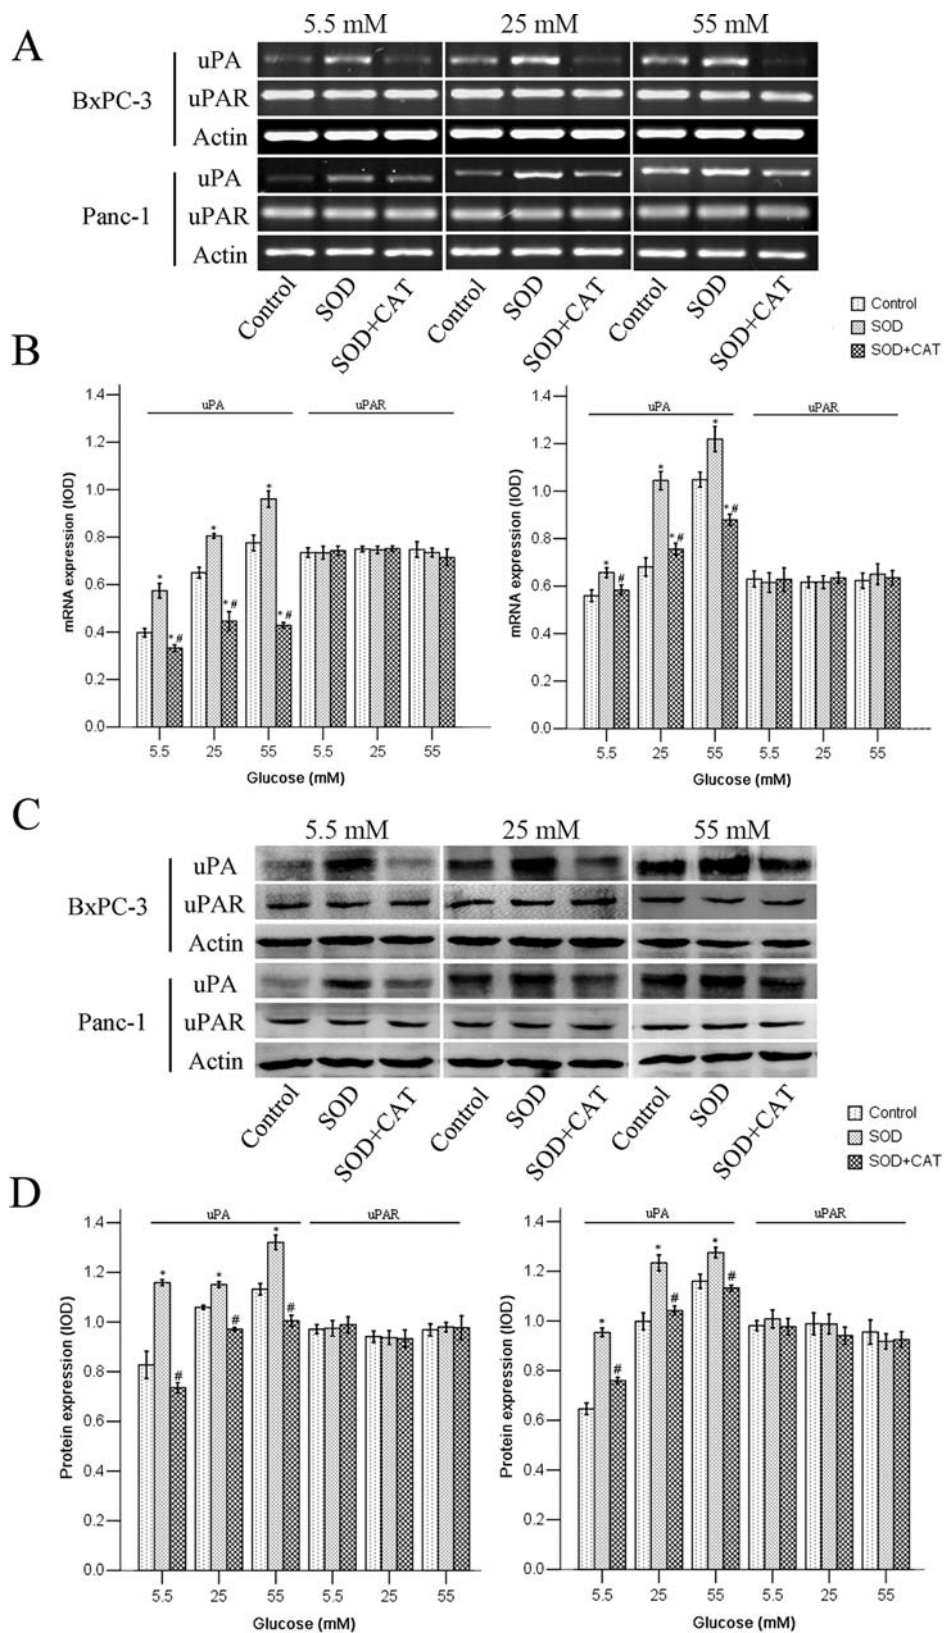 A
5.5 mM 25 mM 55 mM
BxPC-3
uPA
uPAR
Actin
Panc-1
uPA
uPAR
Actin
Control SOD SOD+CAT Control SOD SOD+CAT Control SOD SOD+CAT
Control
SOD
SOD+CAT
B
mRNA expression (IOD)
1.4
1.2
1.0
0.8
0.6
0.4
0.2
0.0
uPA uPAR
* *# * *# * *#
5.5 25 55 5.5 25 55
Glucose (mM)
mRNA expression (IOD)
1.4
1.2
1.0
0.8
0.6
0.4
0.2
0.0
uPA uPAR
* # * *# * *#
5.5 25 55 5.5 25 55
Glucose (mM)
C
5.5 mM 25 mM 55 mM
BxPC-3
uPA
uPAR
Actin
Panc-1
uPA
uPAR
Actin
Control SOD SOD+CAT Control SOD SOD+CAT Control SOD SOD+CAT
Control
SOD
SOD+CAT
D
Protein expression (IOD)
1.4
1.2
1.0
0.8
0.6
0.4
0.2
0.0
uPA uPAR
* # * # * #
5.5 25 55 5.5 25 55
Glucose (mM)
Protein expression (IOD)
1.4
1.2
1.0
0.8
0.6
0.4
0.2
0.0
uPA uPAR
* # * # * #
5.5 25 55 5.5 25 55
Glucose (mM)